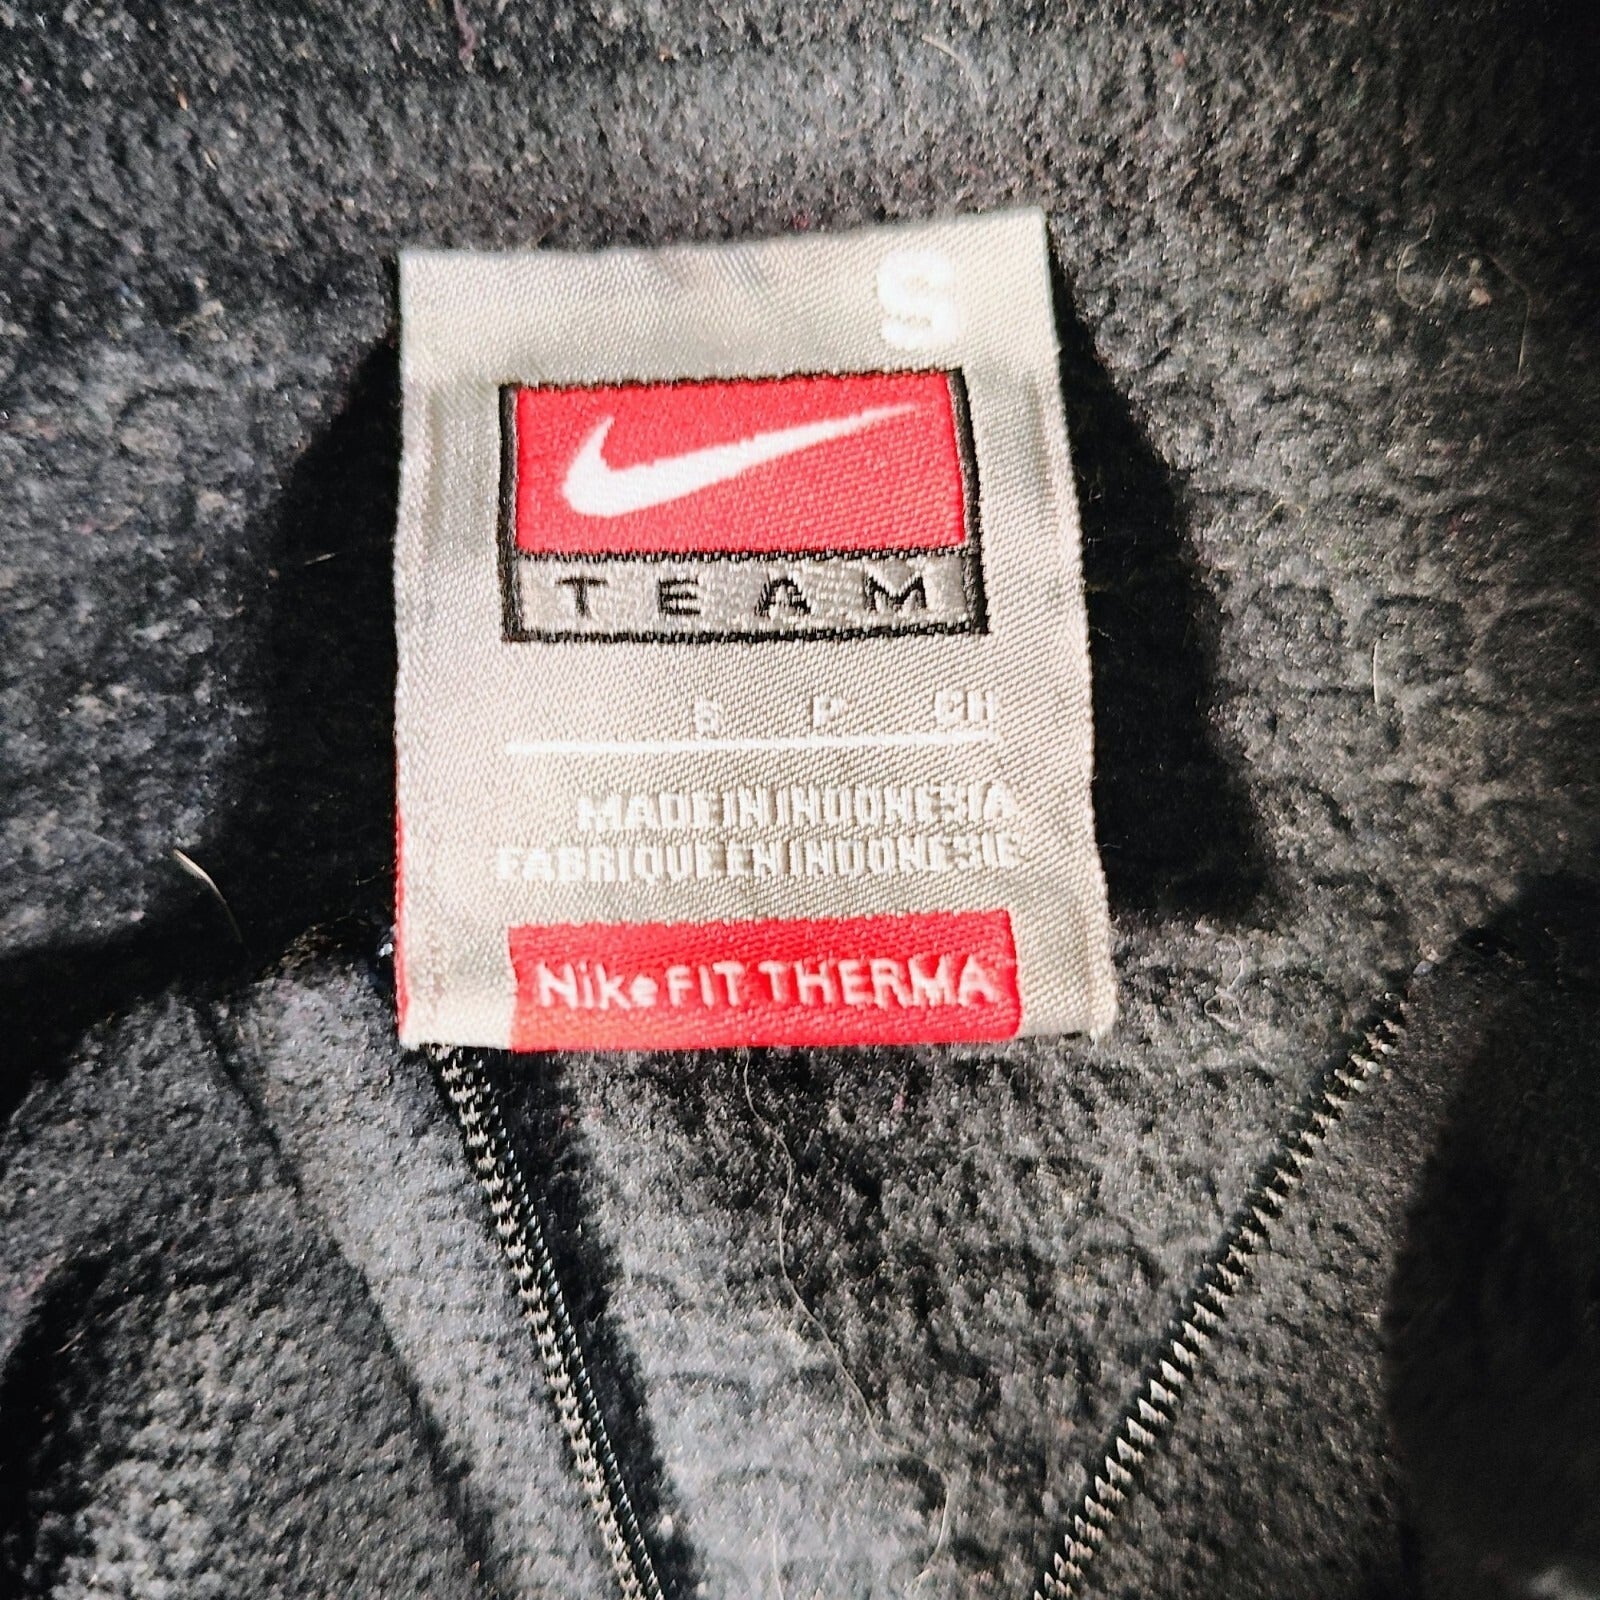 S
TEAM
S P CH
MADE IN INDONESIA
FABRIQUE EN INDONESIE
Nike FIT THERMA